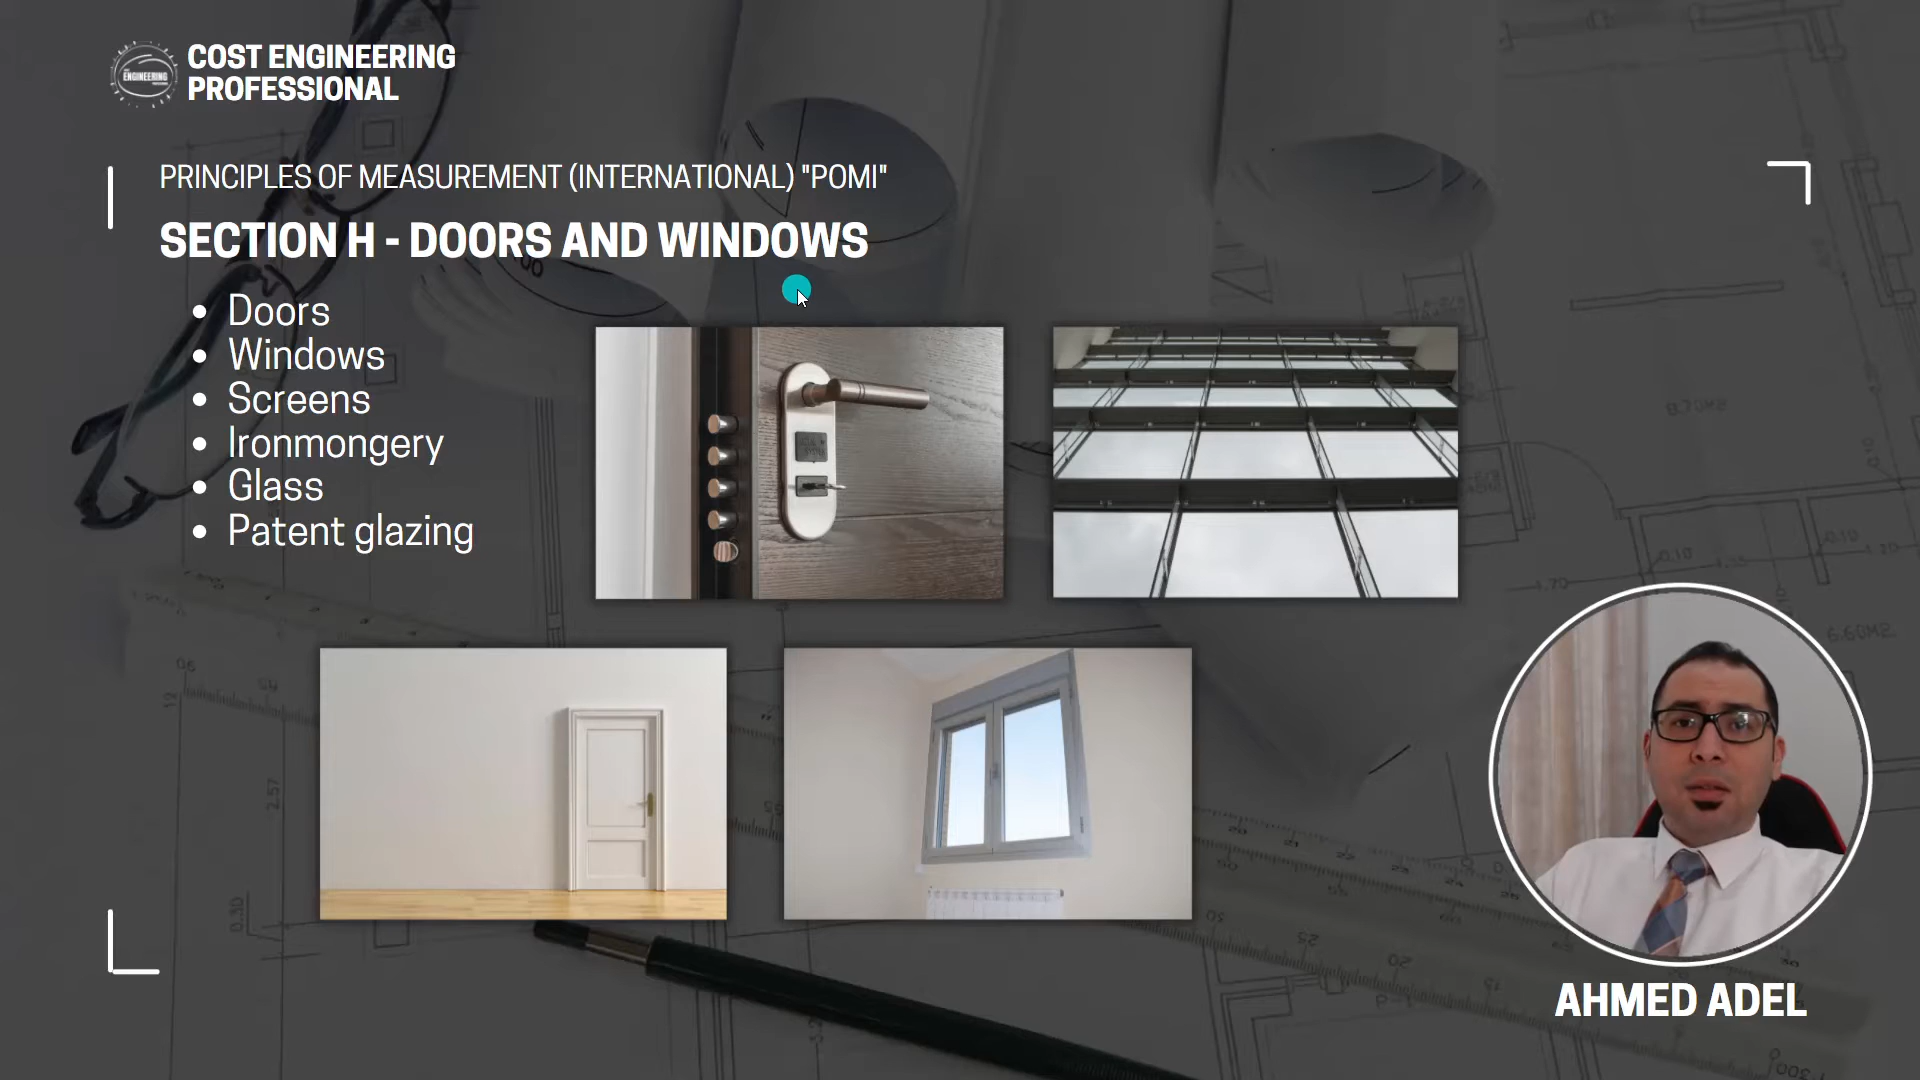 ENGINEERING
COST ENGINEERING
PROFESSIONAL
PRINCIPLES OF MEASUREMENT (INTERNATIONAL) "POMI"
SECTION H - DOORS AND WINDOWS
• Doors
• Windows
• Screens
• Ironmongery
• Glass
• Patent glazing
AHMED ADEL